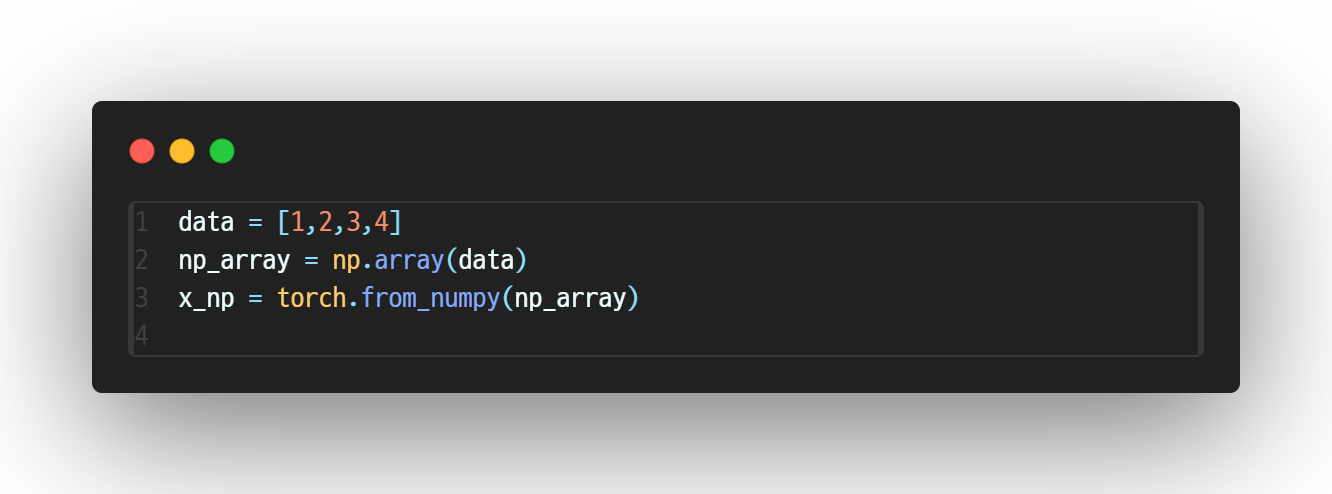 1 data = [1,2,3,4]
2 np_array = np.array(data)
3 x_np = torch.from_numpy(np_array)
4